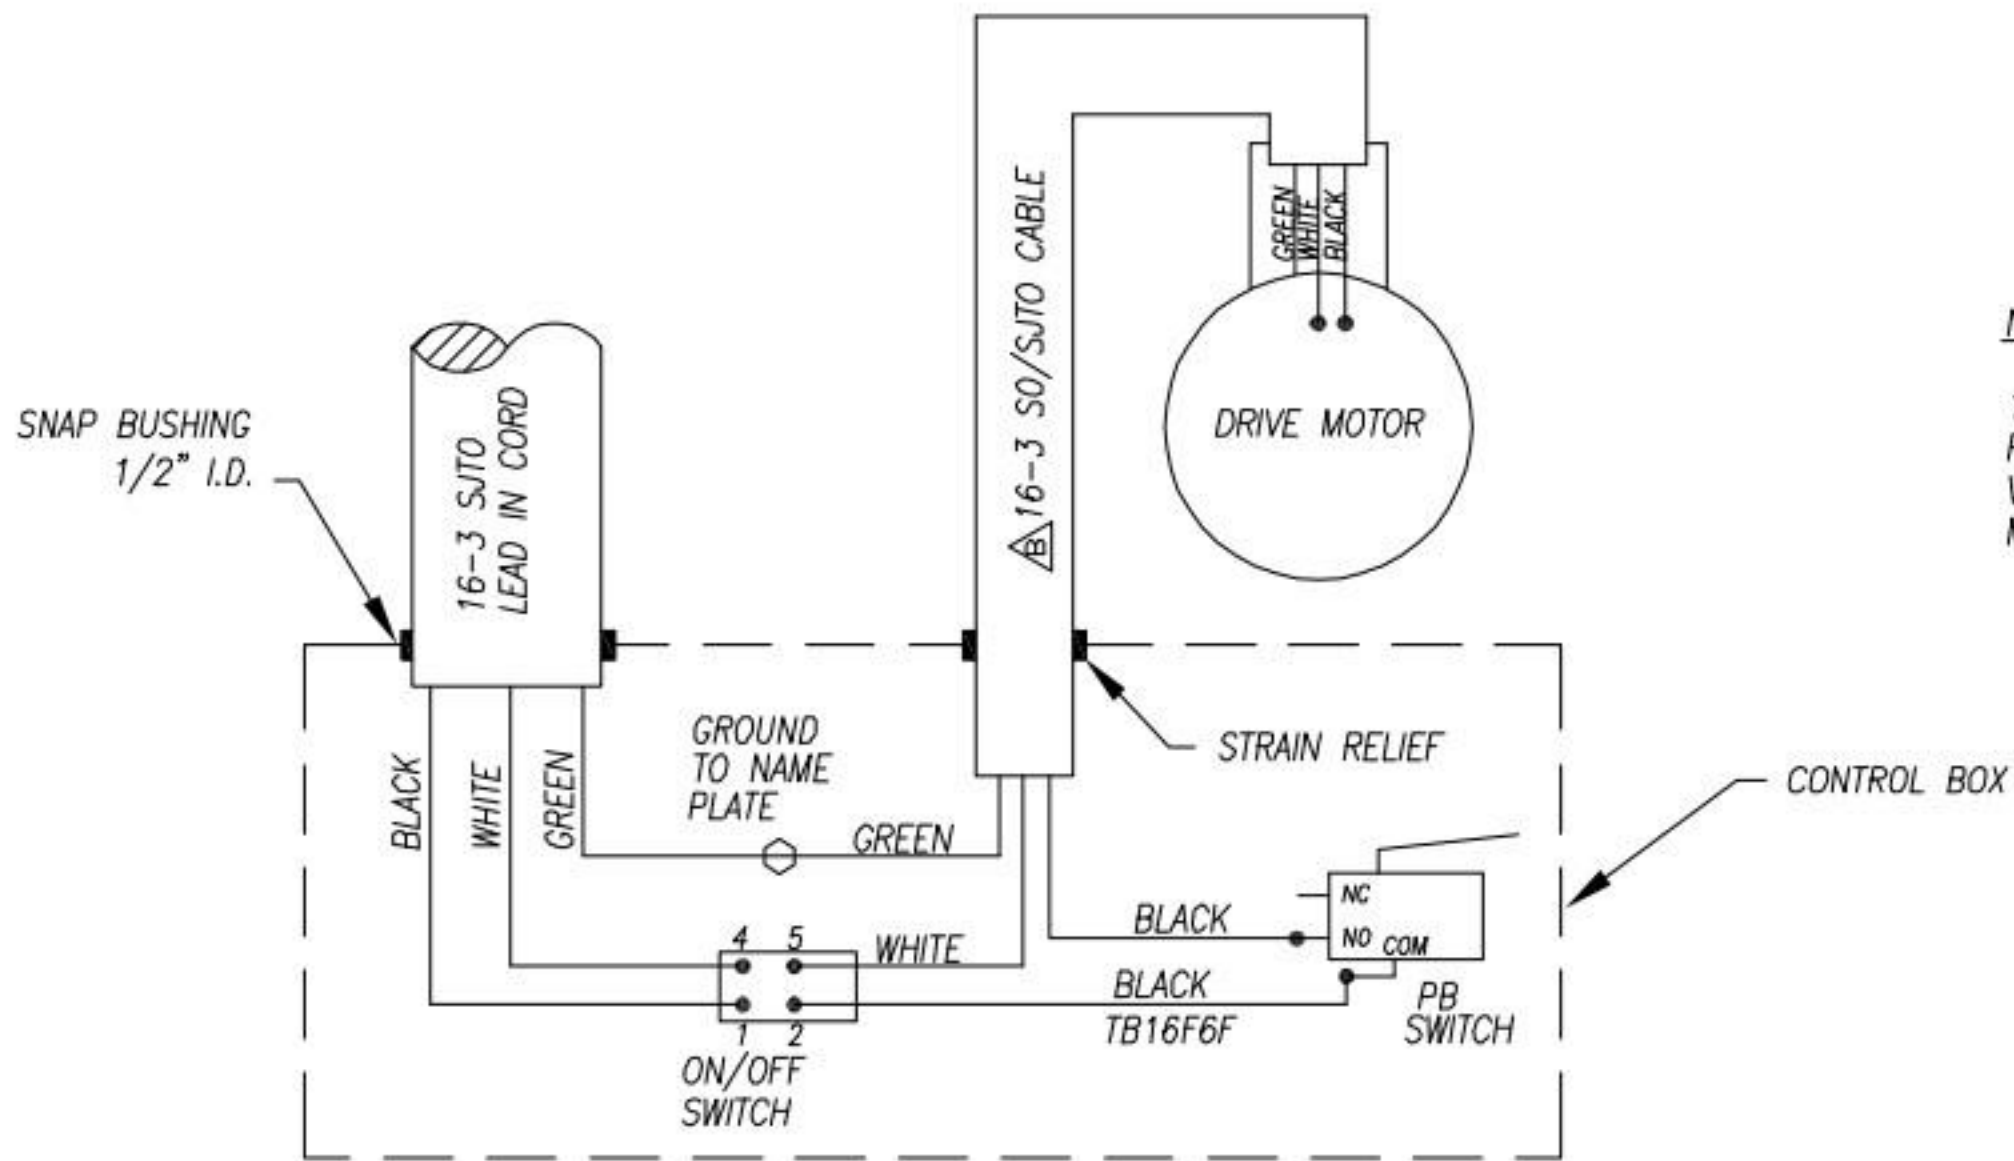 GREEN
WHITE
BLACK
DRIVE MOTOR
16-3 SO/SJTO CABLE
B
SNAP BUSHING
1/2" I.D.
16-3 SJTO
LEAD IN CORD
STRAIN RELIEF
CONTROL BOX
BLACK
WHITE
GREEN
GROUND
TO NAME
PLATE
GREEN
NC
NO COM
BLACK
PB
SWITCH
4 5
WHITE
1 2
BLACK
TB16F6F
ON/OFF
SWITCH